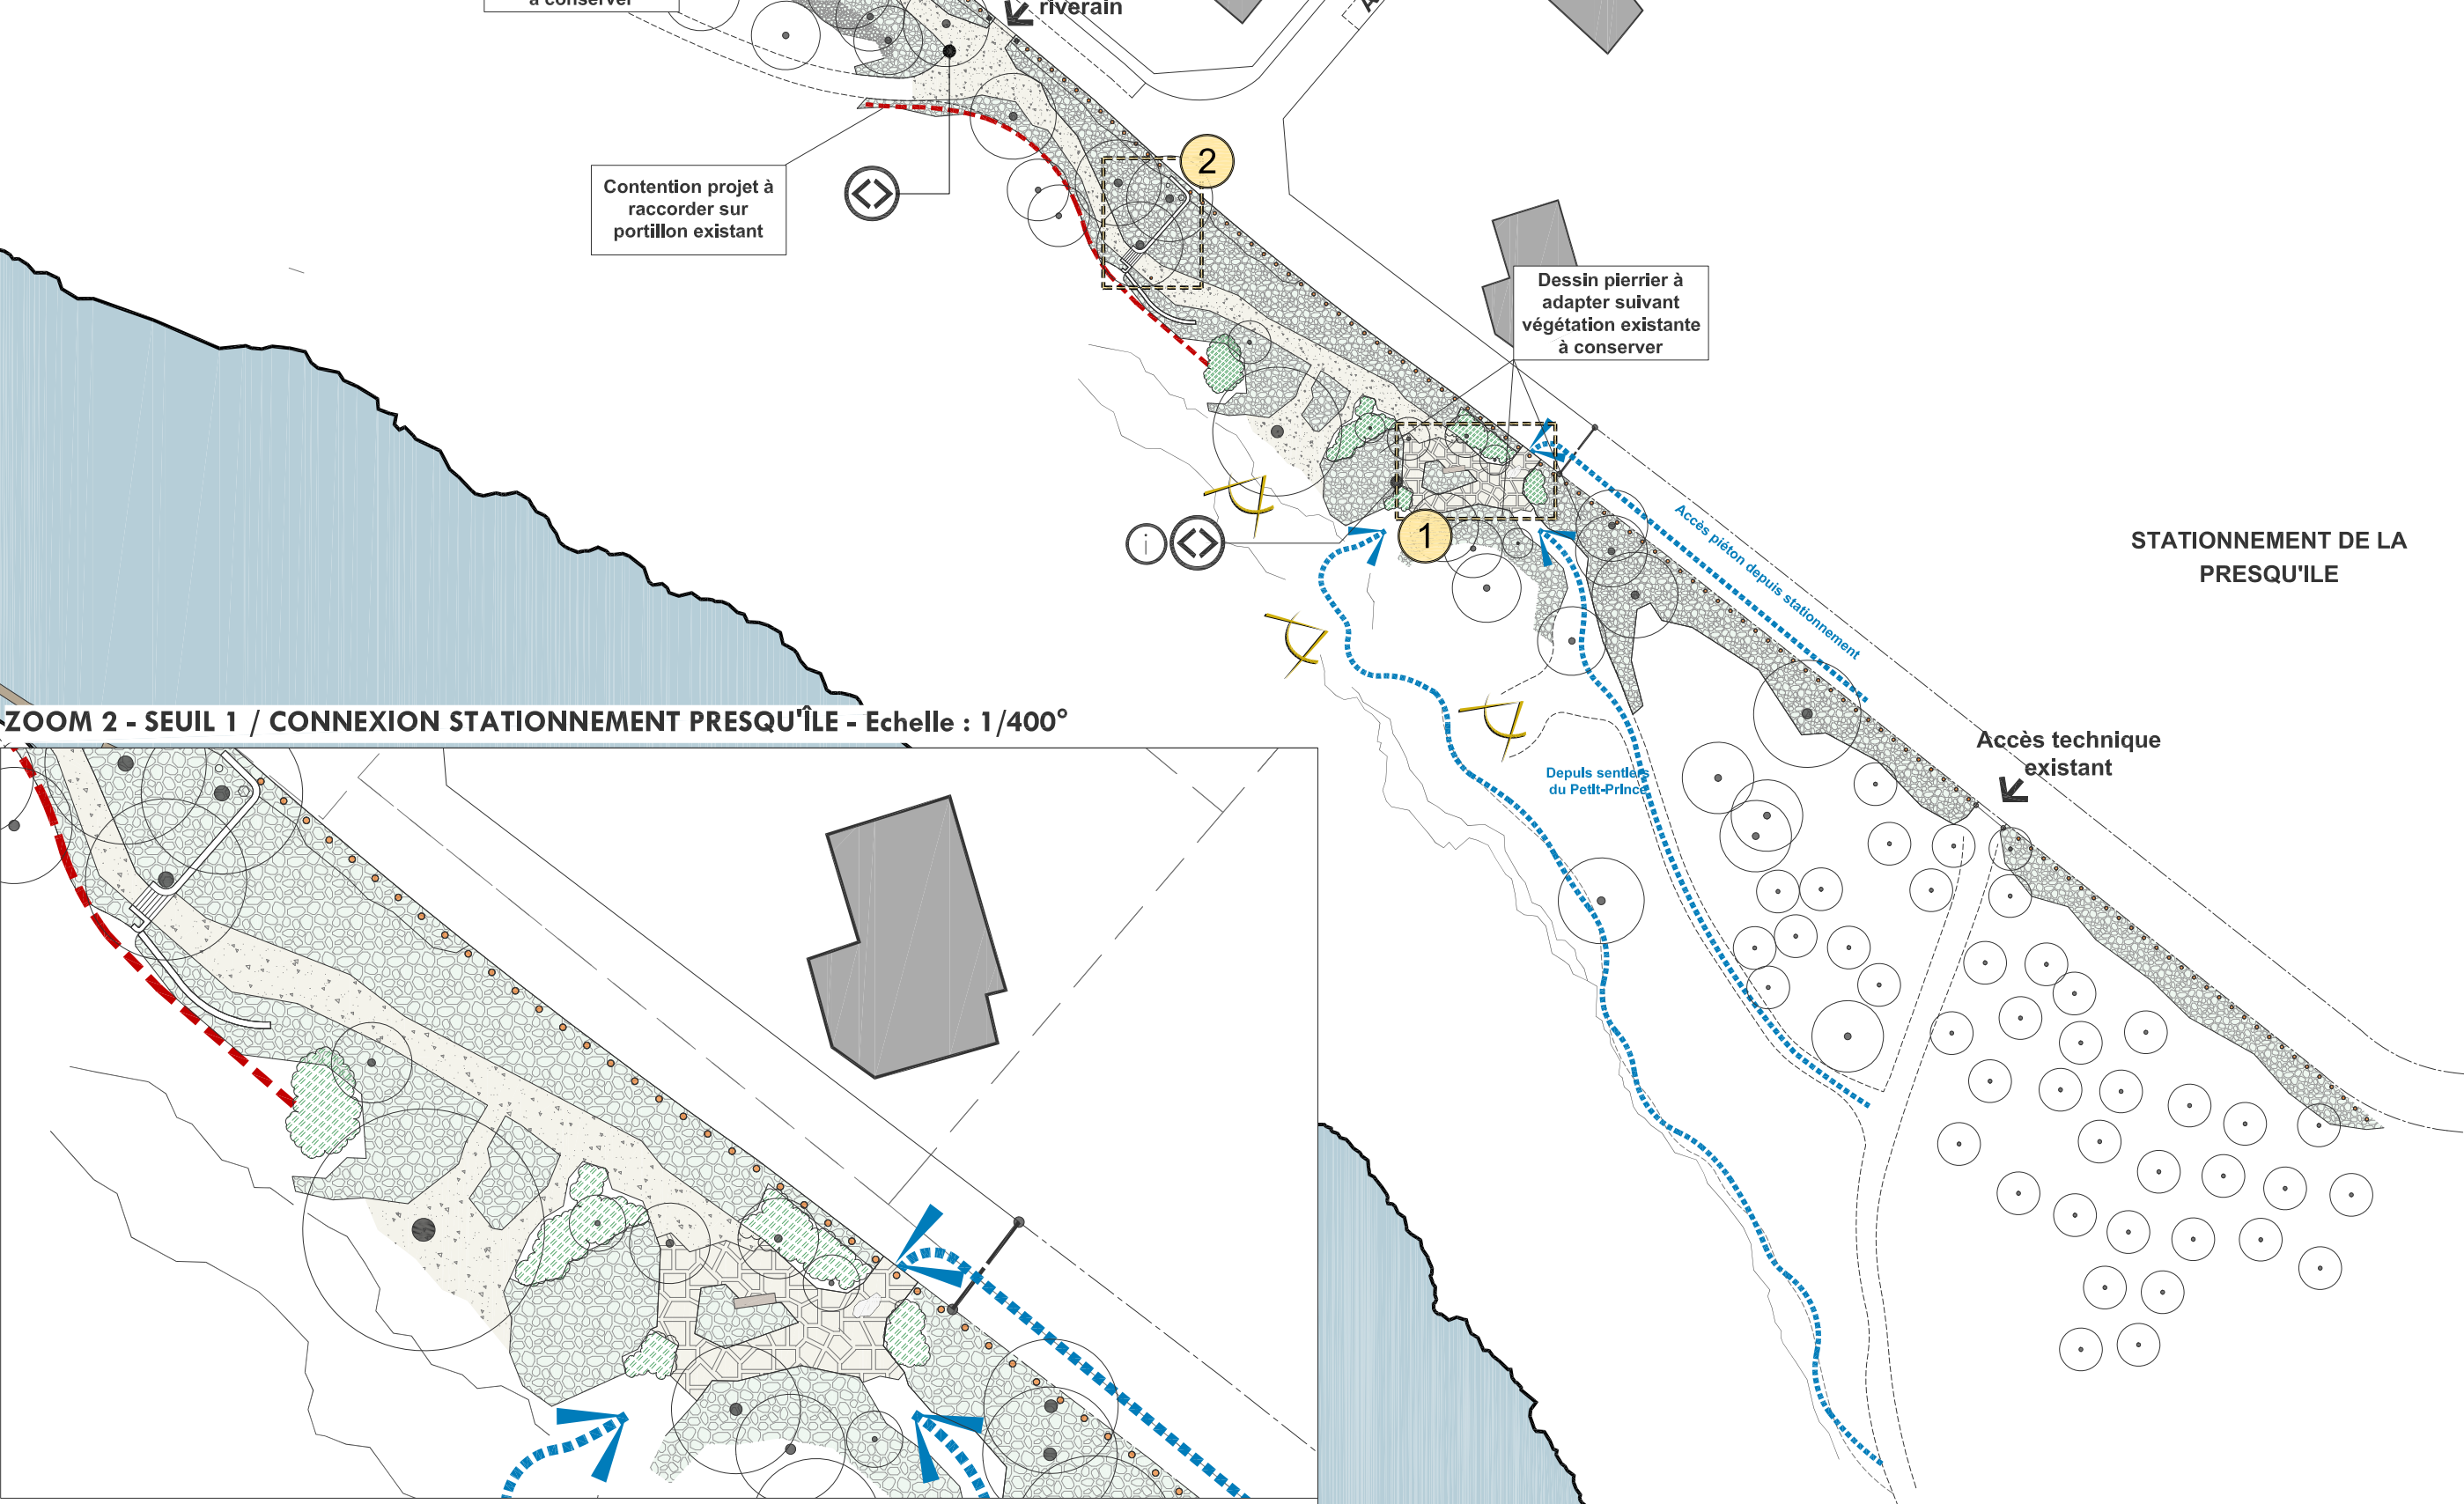 à conserver
riverain
2
Contention projet à
raccorder sur
portillon existant
Dessin pierrier à
adapter suivant
végétation existante
à conserver
i
1
Accès piéton depuis stationnement
STATIONNEMENT DE LA
PRESQU'ILE
ZOOM 2 - SEUIL 1 / CONNEXION STATIONNEMENT PRESQU'ÎLE - Echelle : 1/400°
Accès technique
existant
Depuis sentiers
du Petit-Prince